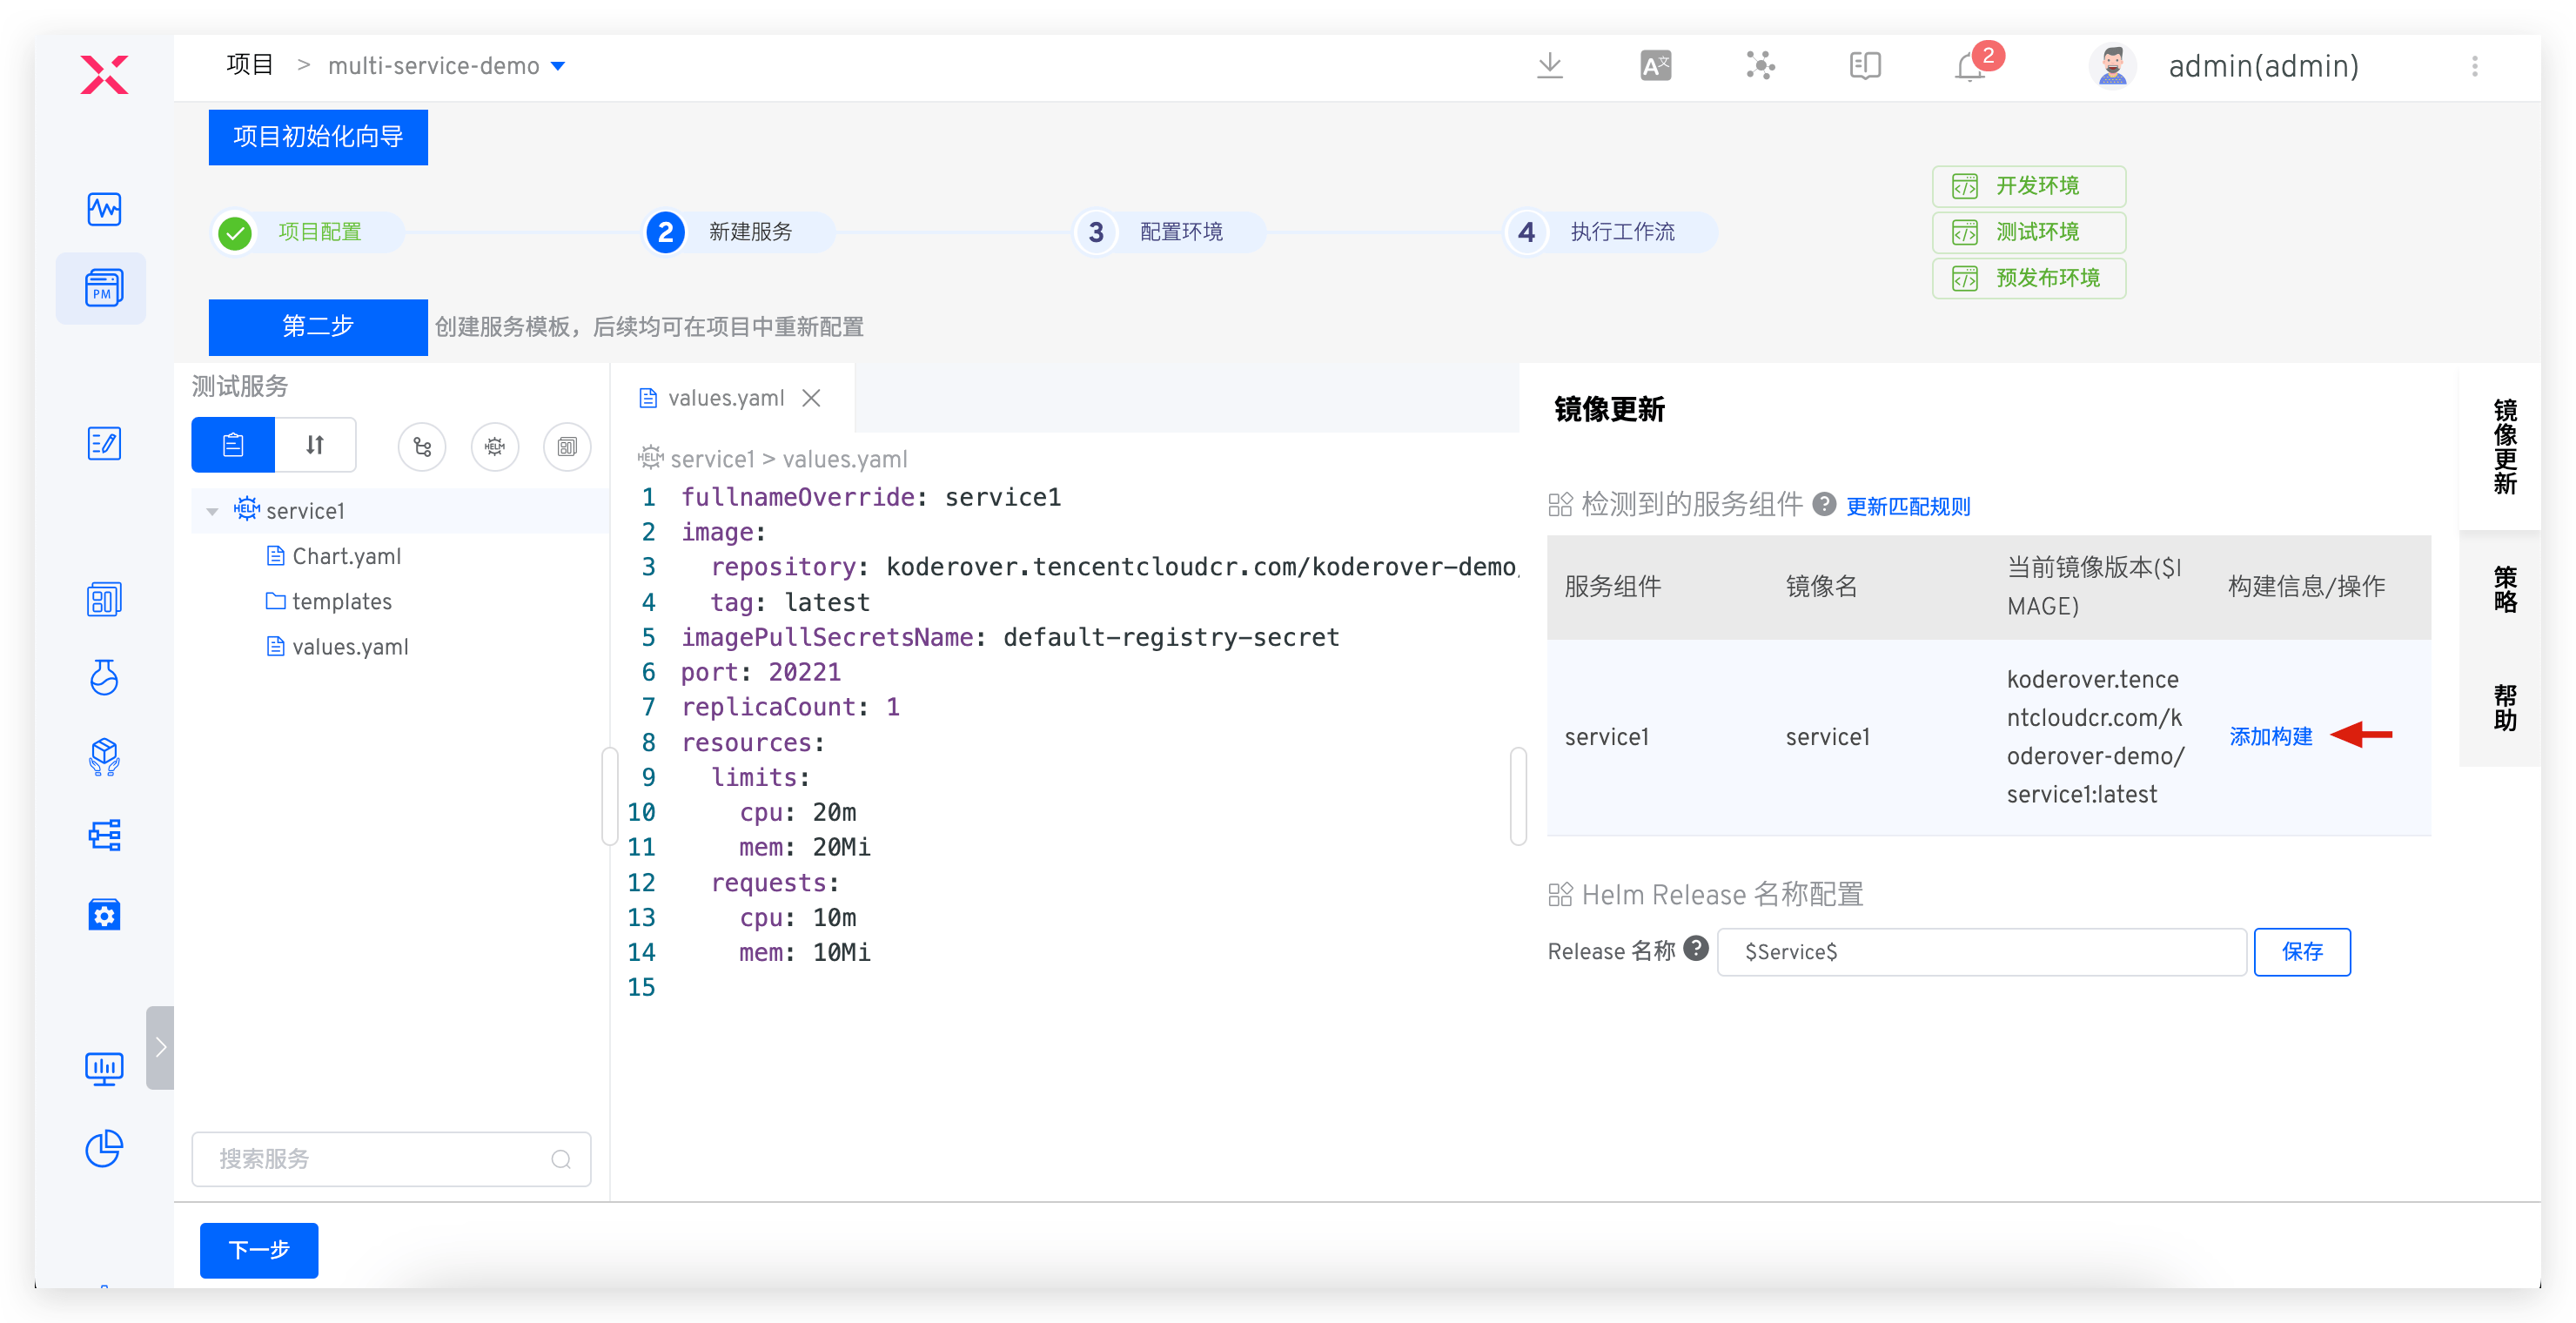 项目 > multi-service-demo
A文
2
admin(admin)
项目初始化向导
项目配置
2 新建服务
3 配置环境
4 执行工作流
开发环境
测试环境
预发布环境
PM
第二步 创建服务模板，后续均可在项目中重新配置
测试服务
HELM
HELM service1
Chart.yaml
templates
values.yaml
搜索服务
values.yaml
HELM service1 > values.yaml
1 fullnameOverride: service1
2 image:
3 repository: koderover.tencentcloudcr.com/koderover-demo
4 tag: latest
5 imagePullSecretsName: default-registry-secret
6 port: 20221
7 replicaCount: 1
8 resources:
9 limits:
10 cpu: 20m
11 mem: 20Mi
12 requests:
13 cpu: 10m
14 mem: 10Mi
15
镜像更新
检测到的服务组件 ? 更新匹配规则
服务组件 镜像名 当前镜像版本($I
MAGE) 构建信息/操作
service1 service1 koderover.tence
ntcloudcr.com/k
oderover-demo/
service1:latest
添加构建
Helm Release 名称配置
Release 名称 ? $Service$ 保存
镜像更新
策略
帮助
下一步